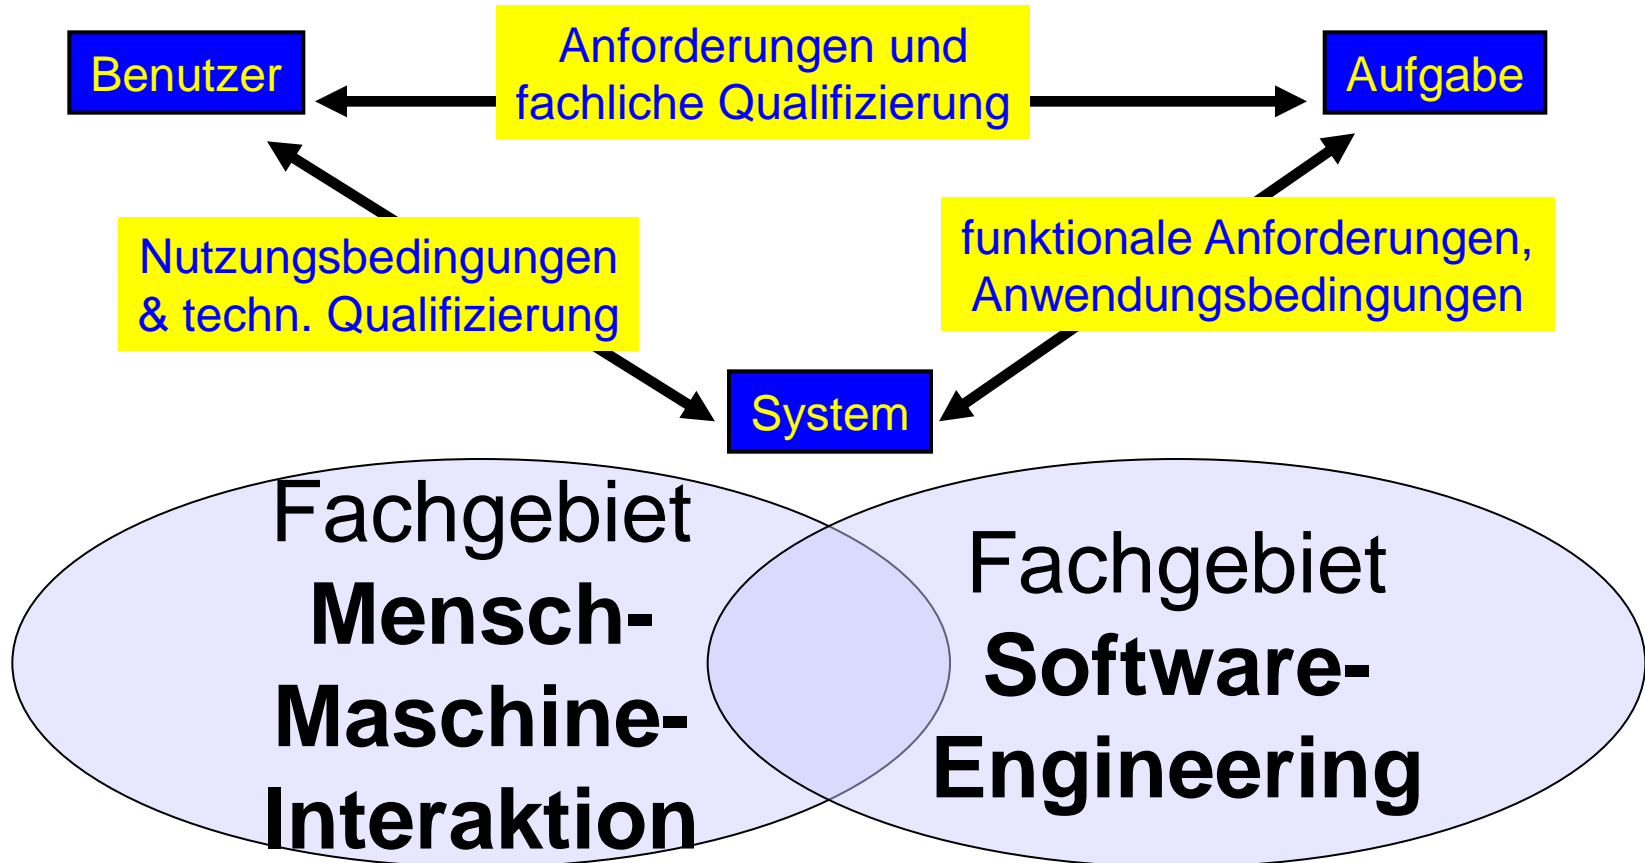 Benutzer
Anforderungen und
fachliche Qualifizierung
Aufgabe
Nutzungsbedingungen
& techn. Qualifizierung
funktionale Anforderungen,
Anwendungsbedingungen
System
Fachgebiet
Mensch-
Maschine-
Interaktion
Fachgebiet
Software-
Engineering